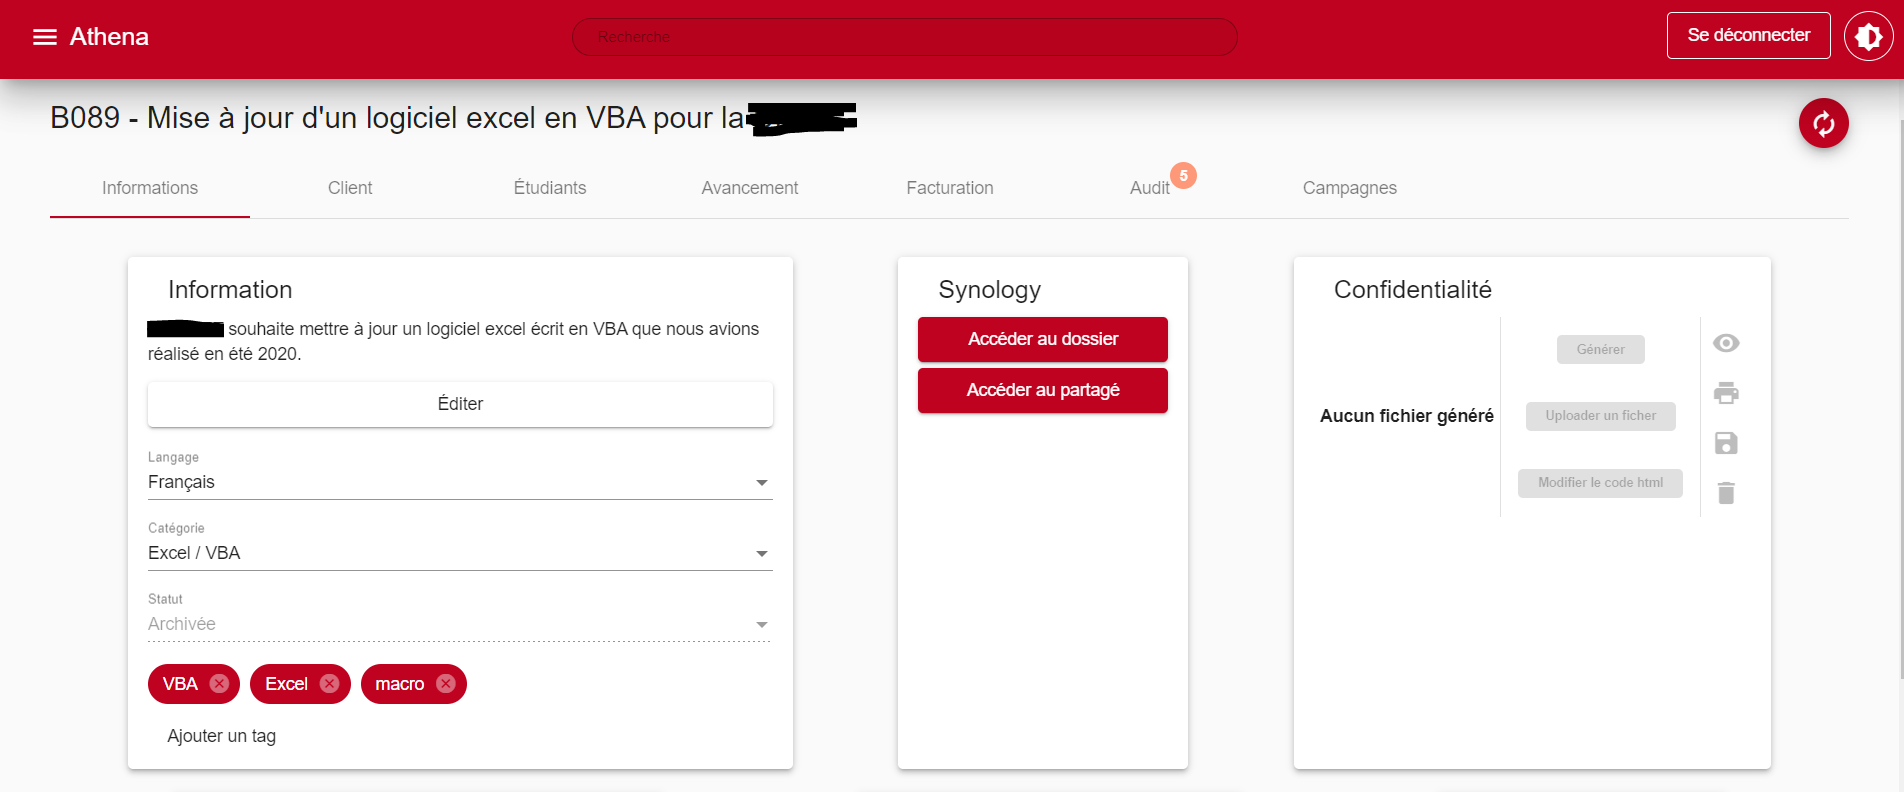 Athena
Recherche
Se déconnecter
B089 - Mise à jour d'un logiciel excel en VBA pour la
Informations
Client
Étudiants
Avancement
Facturation
Audit
5
Campagnes
Information
souhaite mettre à jour un logiciel excel écrit en VBA que nous avions
réalisé en été 2020.
Éditer
Langage
Français
Catégorie
Excel / VBA
Statut
Archivée
VBA
Excel
macro
Ajouter un tag
Synology
Accéder au dossier
Accéder au partagé
Confidentialité
Aucun fichier généré
Générer
Uploader un ficher
Modifier le code html